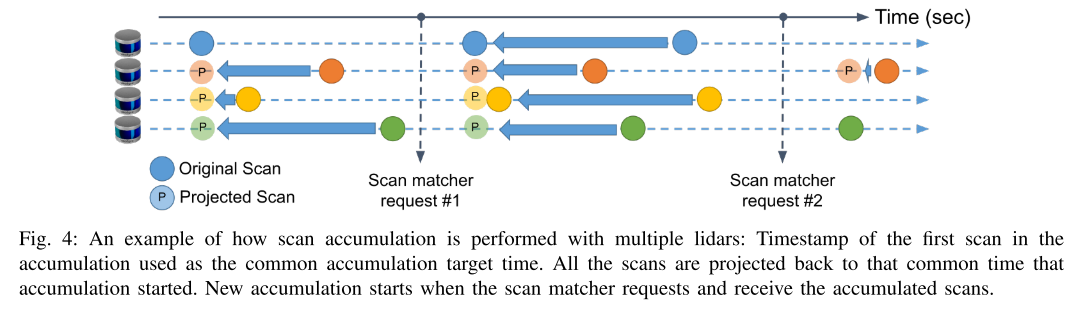 Time (sec)
P
P
P
P
P
P
P
Original Scan
P Projected Scan
Scan matcher
request #1
Scan matcher
request #2
Fig. 4: An example of how scan accumulation is performed with multiple lidars: Timestamp of the first scan in the
accumulation used as the common accumulation target time. All the scans are projected back to that common time that
accumulation started. New accumulation starts when the scan matcher requests and receive the accumulated scans.